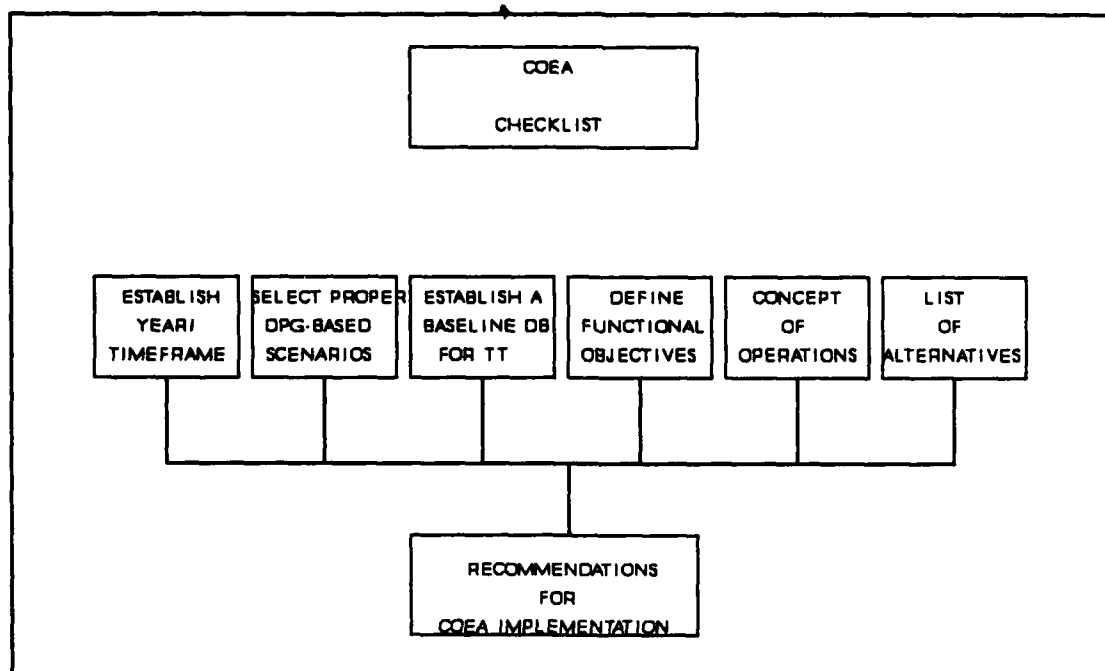 COEA
CHECKLIST
ESTABLISH
YEAR/
TIMEFRAME
SELECT PROPER
DPG-BASED
SCENARIOS
ESTABLISH A
BASELINE DB
FOR TT
DEFINE
FUNCTIONAL
OBJECTIVES
CONCEPT
OF
OPERATIONS
LIST
OF
ALTERNATIVES
RECOMMENDATIONS
FOR
COEA IMPLEMENTATION